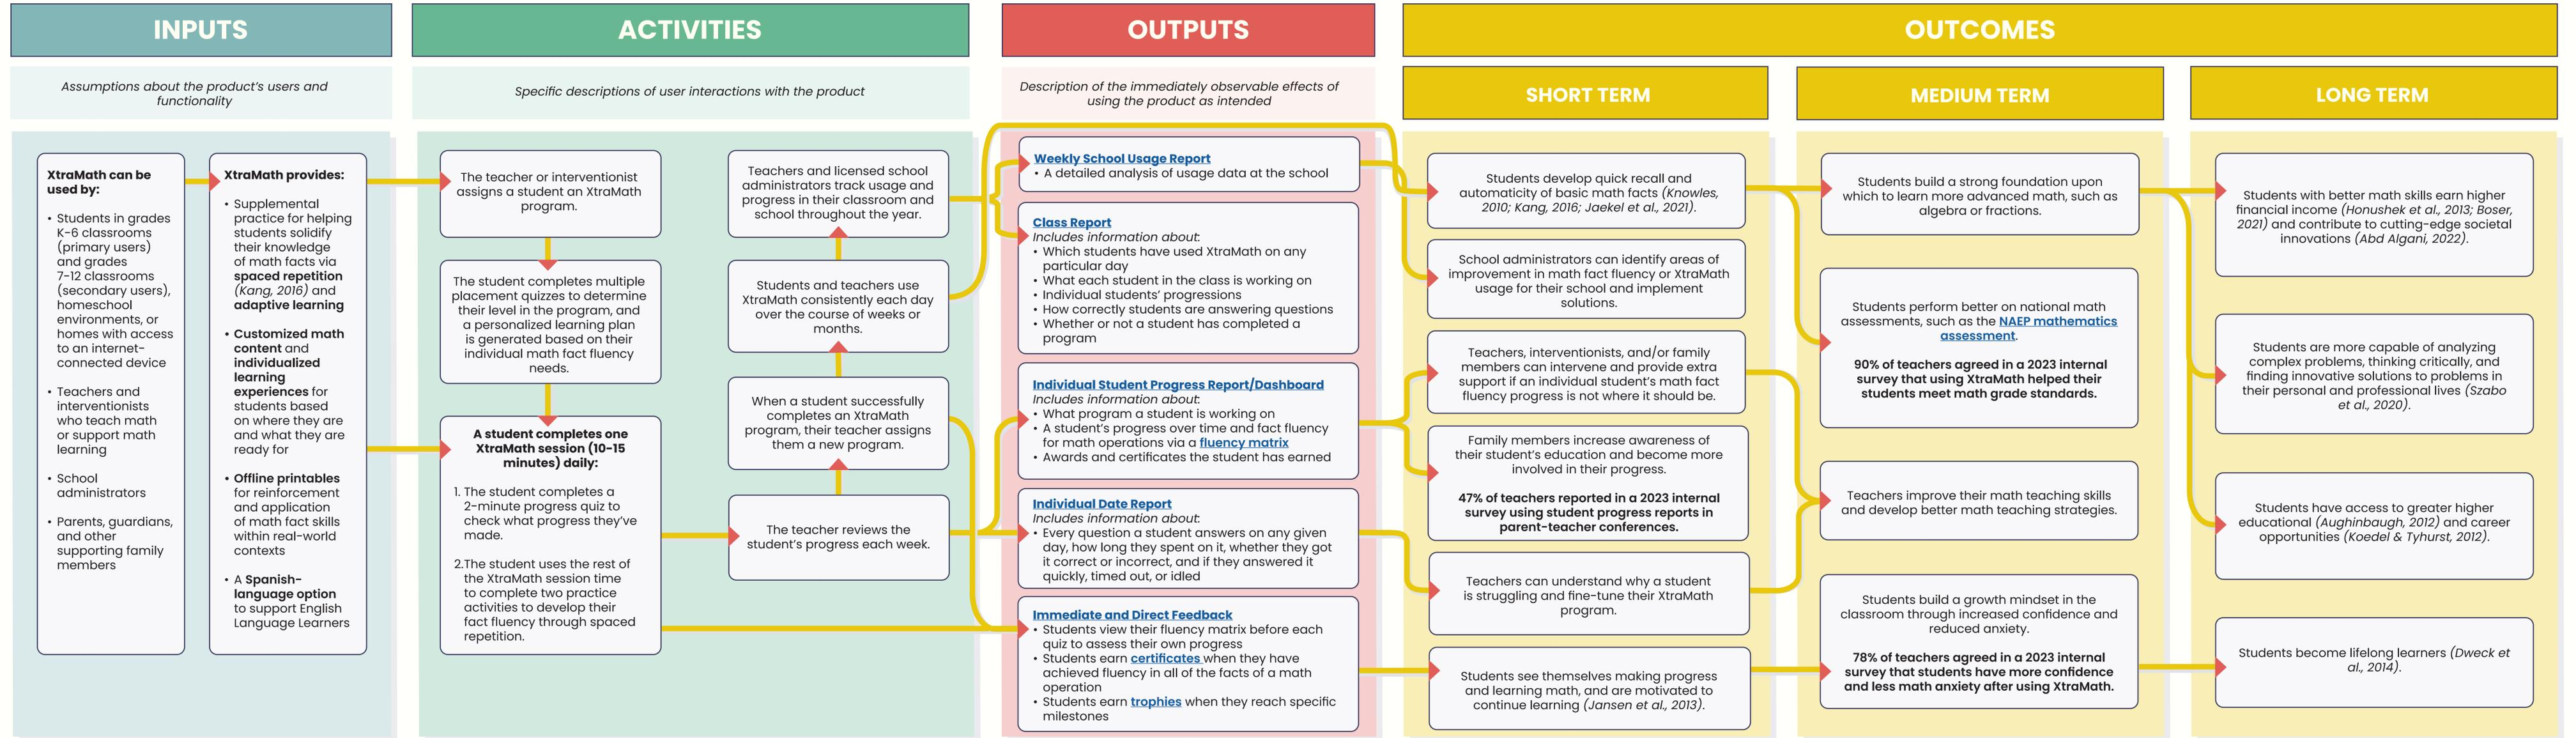 INPUTS
Assumptions about the product's users and
functionality
XtraMath can be
used by:
• Students in grades
K-6 classrooms
(primary users)
and grades
7-12 classrooms
(secondary users),
homeschool
environments, or
homes with access
to an internet-
connected device
• Teachers and
interventionists
who teach math
or support math
learning
• School
administrators
• Parents, guardians,
and other
supporting family
members
XtraMath provides:
• Supplemental
practice for helping
students solidify
their knowledge
of math facts via
spaced repetition
(Kang, 2016) and
adaptive learning
• Customized math
content and
individualized
learning
experiences for
students based
on where they are
and what they are
ready for
• Offline printables
for reinforcement
and application
of math fact skills
within real-world
contexts
• A Spanish-
language option
to support English
Language Learners
ACTIVITIES
Specific descriptions of user interactions with the product
The teacher or interventionist
assigns a student an XtraMath
program.
The student completes multiple
placement quizzes to determine
their level in the program, and
a personalized learning plan
is generated based on their
individual math fact fluency
needs.
A student completes one
XtraMath session (10-15
minutes) daily:
1. The student completes a
2-minute progress quiz to
check what progress they've
made.
2.The student uses the rest of
the XtraMath session time
to complete two practice
activities to develop their
fact fluency through spaced
repetition.
Teachers and licensed school
administrators track usage and
progress in their classroom and
school throughout the year.
Students and teachers use
XtraMath consistently each day
over the course of weeks or
months.
When a student successfully
completes an XtraMath
program, their teacher assigns
them a new program.
The teacher reviews the
student's progress each week.
OUTPUTS
Description of the immediately observable effects of
using the product as intended
Weekly School Usage Report
• A detailed analysis of usage data at the school
Class Report
Includes information about:
• Which students have used XtraMath on any
particular day
• What each student in the class is working on
• Individual students' progressions
• How correctly students are answering questions
• Whether or not a student has completed a
program
Individual Student Progress Report/Dashboard
Includes information about:
• What program a student is working on
• A student's progress over time and fact fluency
for math operations via a fluency matrix
• Awards and certificates the student has earned
Individual Date Report
Includes information about:
• Every question a student answers on any given
day, how long they spent on it, whether they got
it correct or incorrect, and if they answered it
quickly, timed out, or idled
Immediate and Direct Feedback
• Students view their fluency matrix before each
quiz to assess their own progress
• Students earn certificates when they have
achieved fluency in all of the facts of a math
operation
• Students earn trophies when they reach specific
milestones
OUTCOMES
SHORT TERM
Students develop quick recall and
automaticity of basic math facts (Knowles,
2010; Kang, 2016; Jaekel et al., 2021).
School administrators can identify areas of
improvement in math fact fluency or XtraMath
usage for their school and implement
solutions.
Teachers, interventionists, and/or family
members can intervene and provide extra
support if an individual student's math fact
fluency progress is not where it should be.
Family members increase awareness of
their student's education and become more
involved in their progress.
47% of teachers reported in a 2023 internal
survey using student progress reports in
parent-teacher conferences.
Teachers can understand why a student
is struggling and fine-tune their XtraMath
program.
Students see themselves making progress
and learning math, and are motivated to
continue learning (Jansen et al., 2013).
MEDIUM TERM
Students build a strong foundation upon
which to learn more advanced math, such as
algebra or fractions.
Students perform better on national math
assessments, such as the NAEP mathematics
assessment.
90% of teachers agreed in a 2023 internal
survey that using XtraMath helped their
students meet math grade standards.
Teachers improve their math teaching skills
and develop better math teaching strategies.
Students build a growth mindset in the
classroom through increased confidence and
reduced anxiety.
78% of teachers agreed in a 2023 internal
survey that students have more confidence
and less math anxiety after using XtraMath.
LONG TERM
Students with better math skills earn higher
financial income (Honushek et al., 2013; Boser,
2021) and contribute to cutting-edge societal
innovations (Abd Algani, 2022).
Students are more capable of analyzing
complex problems, thinking critically, and
finding innovative solutions to problems in
their personal and professional lives (Szabo
et al., 2020).
Students have access to greater higher
educational (Aughinbaugh, 2012) and career
opportunities (Koedel & Tyhurst, 2012).
Students become lifelong learners (Dweck et
al., 2014).